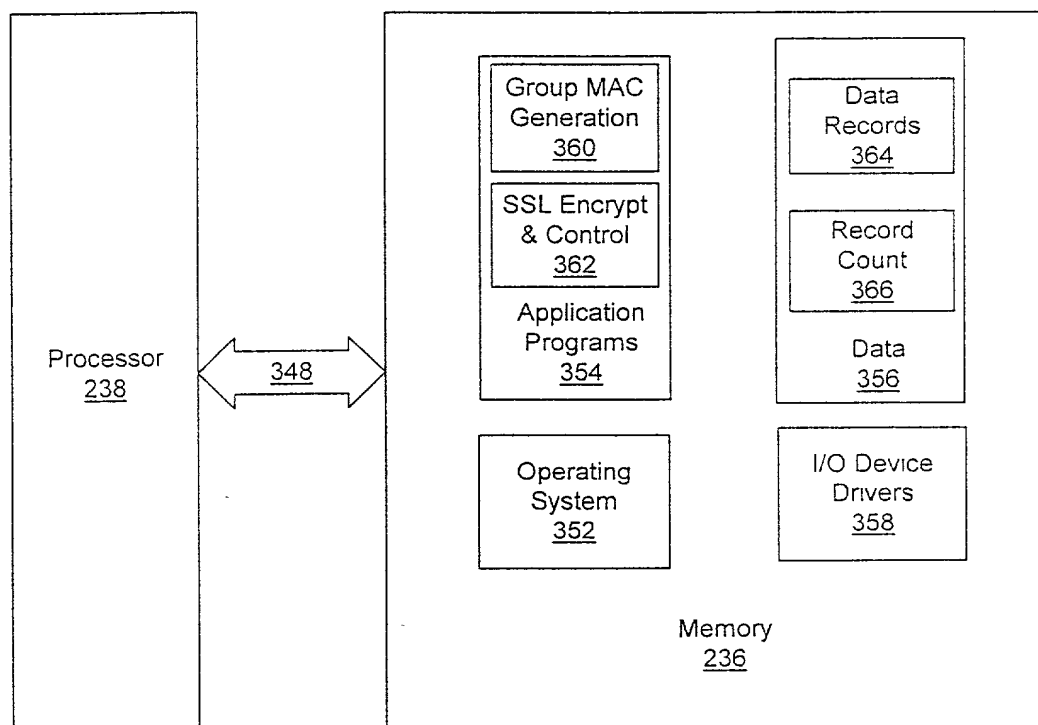 Processor
238
348
Group MAC
Generation
360
SSL Encrypt
& Control
362
Application
Programs
354
Data
Records
364
Record
Count
366
Data
356
Operating
System
352
I/O Device
Drivers
358
Memory
236